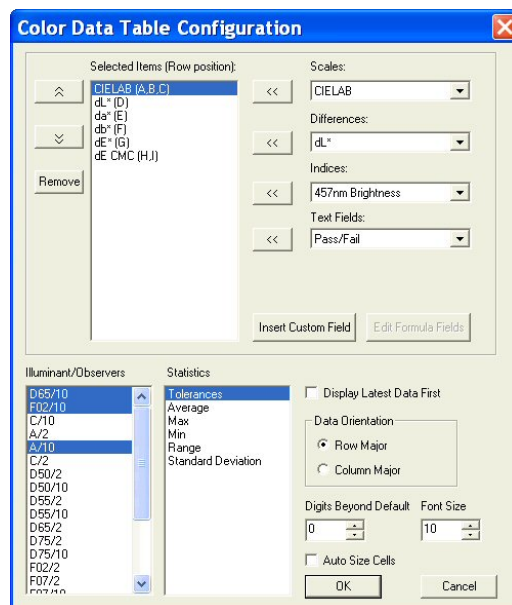 Color Data Table Configuration
Selected Items (Row position):
CIELAB (A,B,C)
dL* (D)
da* (E)
db* (F)
dE* (G)
dE CMC (H,I)
Remove
Scales:
<< CIELAB
Differences:
<< dL*
Indices:
<< 457nm Brightness
Text Fields:
<< Pass/Fail
Insert Custom Field
Edit Formula Fields
Illuminant/Observers
D65/10
F02/10
C/10
A/2
A/10
C/2
D50/2
D50/10
D55/2
D55/10
D65/2
D75/2
D75/10
F02/2
F07/2
F07/10
Statistics
Tolerances
Average
Max
Min
Range
Standard Deviation
Display Latest Data First
Data Orientation
Row Major
Column Major
Digits Beyond Default
0
Font Size
10
Auto Size Cells
OK
Cancel